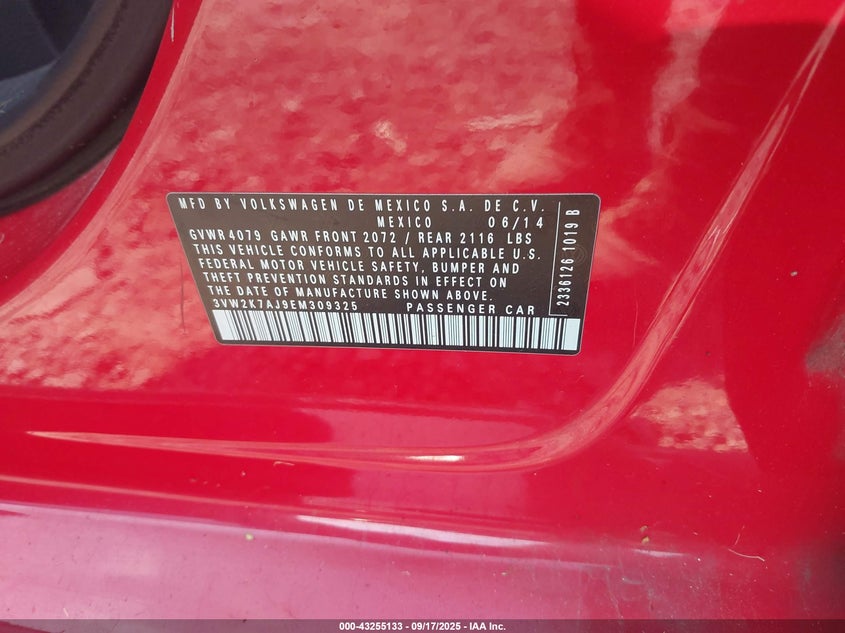 MFD BY VOLKSWAGEN DE MEXICO S.A. DE C.V.
MEXICO 06/14
GVWR 4079 GAWR FRONT 2072 / REAR 2116 LBS
THIS VEHICLE CONFORMS TO ALL APPLICABLE U.S.
FEDERAL MOTOR VEHICLE SAFETY, BUMPER AND
THEFT PREVENTION STANDARDS IN EFFECT ON
THE DATE OF MANUFACTURE SHOWN ABOVE.
3VW2K7AJ9EM309325 PASSENGER CAR
2336126 1019 B
000-43255133 - 09/17/2025 - IAA Inc.